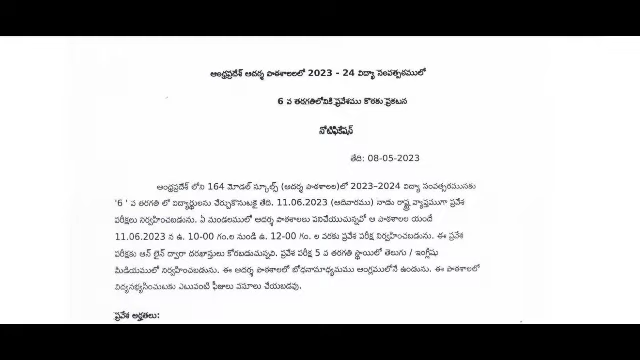 ఆంధ్రప్రదేశ్ ఆదర్శ పాఠశాలలలో 2023 - 24 విద్యా సంవత్సరములో
6 వ తరగతిలోనికి ప్రవేశము కొరకు ప్రకటన
నోటిఫికేషన్
తేది: 08-05-2023
ఆంధ్రప్రదేశ్ లోని 164 మోడల్ స్కూల్స్ (ఆదర్శ పాఠశాలల)లో 2023–2024 విద్యా సంవత్సరమునకు
'6 ' వ తరగతి లో విద్యార్థులను చేర్చుకొనుటకై తేది. 11.06.2023 (ఆదివారము) నాడు రాష్ట్ర వ్యాప్తముగా ప్రవేశ
పరీక్షలు నిర్వహించబడును. ఏ మండలములో ఆదర్శ పాఠశాలలు పనిచేయుచున్నవో ఆ పాఠశాలల యందే
11.06.2023 న ఉ. 10-00 గం.ల నుండి ఉ. 12-00 గం.ల వరకు ప్రవేశ పరీక్ష నిర్వహించబడును. ఈ ప్రవేశ
పరీక్షకు ఆన్ లైన్ ద్వారా దరఖాస్తులు కోరబడుచున్నవి. ప్రవేశ పరీక్ష 5 వ తరగతి స్థాయిలో తెలుగు / ఇంగ్లీషు
మీడియములో నిర్వహించబడును. ఈ ఆదర్శ పాఠశాలలో బోధనామాధ్యమము ఆంగ్లములోనే ఉండును. ఈ పాఠశాలలో
విద్యనభ్యసించుటకు ఎటువంటి ఫీజులు వసూలు చేయబడవు.
ప్రవేశ అర్హతలు: